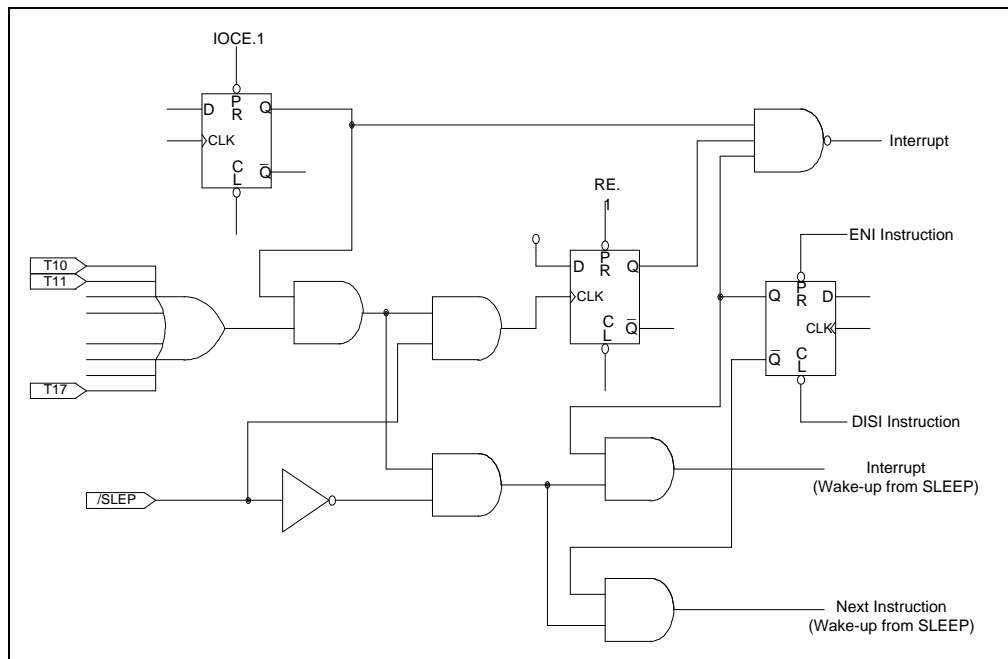 IOCE.1
D
P
R
Q
CLK
C
L
Q̅
Interrupt
RE.
1
ENI Instruction
T10
T11
D
P
R
Q
CLK
C
L
Q̅
Q
P
R
D
CLK
Q̅
C
L
T17
DISI Instruction
/SLEP
Interrupt
(Wake-up from SLEEP)
Next Instruction
(Wake-up from SLEEP)